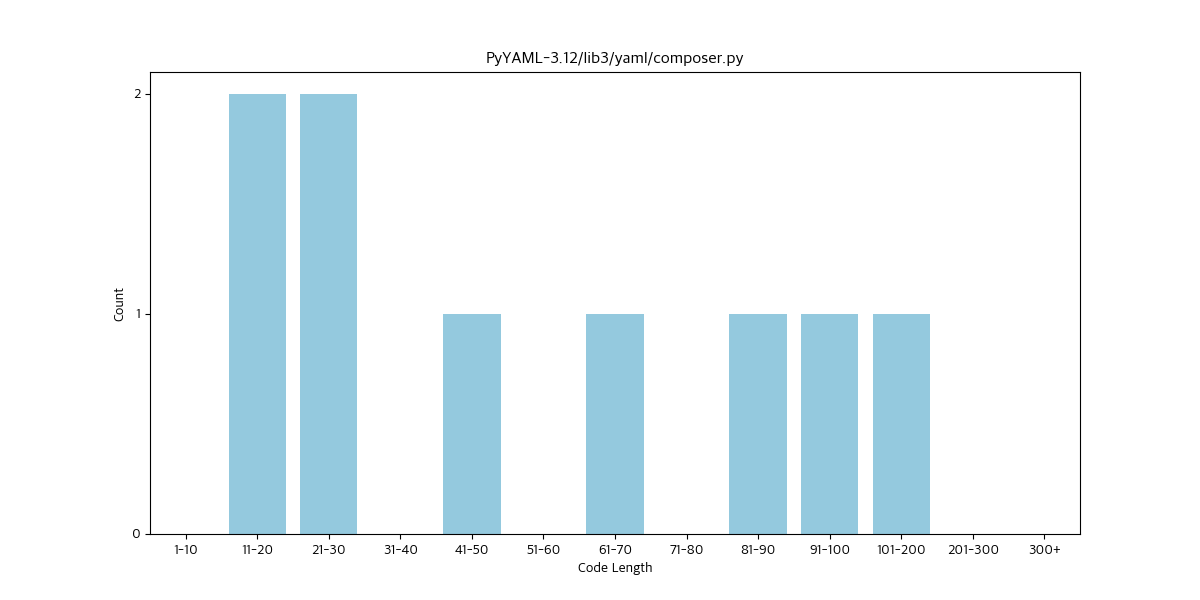 PyYAML-3.12/lib3/yaml/composer.py
2
1
0
Count
1-10 11-20 21-30 31-40 41-50 51-60 61-70 71-80 81-90 91-100 101-200 201-300 300+
Code Length